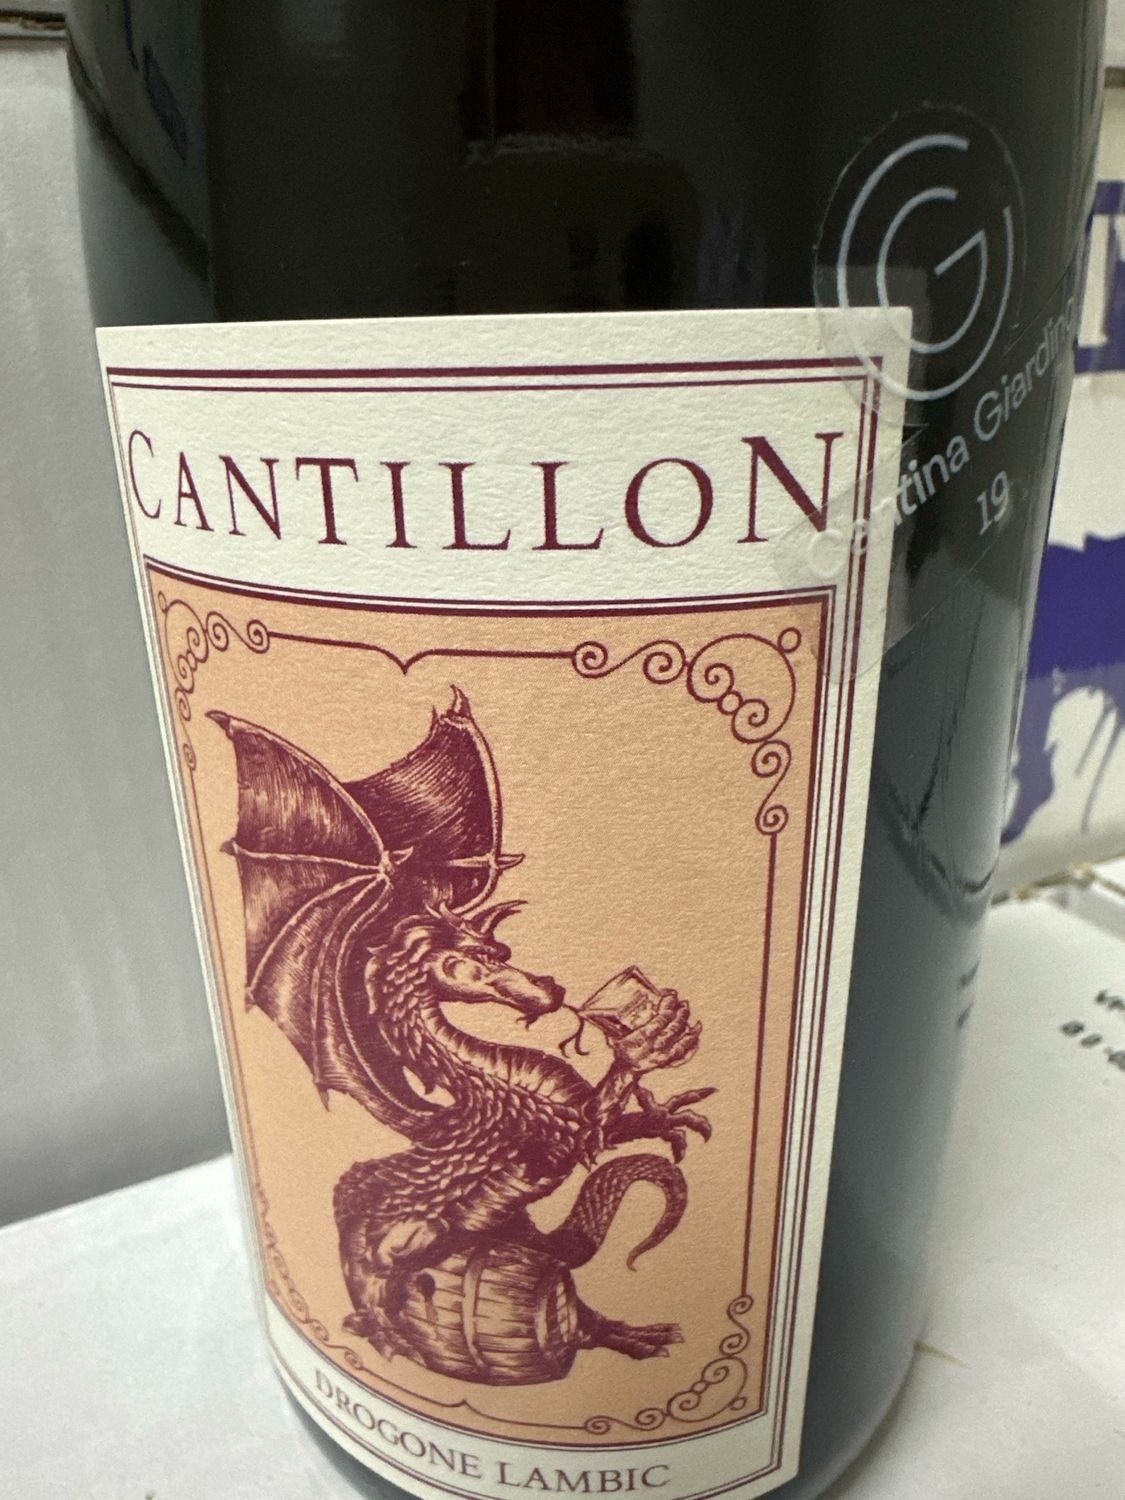 CANTILLON
Cantina Giardino
19
DROGONE LAMBIC